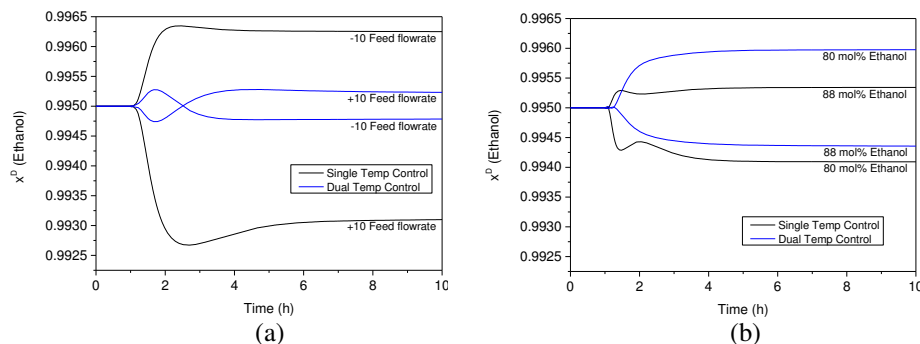 0.9965
0.9960
0.9955
0.9950
0.9945
0.9940
0.9935
0.9930
0.9925
x^D (Ethanol)
-10 Feed flowrate
+10 Feed flowrate
-10 Feed flowrate
Single Temp Control
Dual Temp Control
+10 Feed flowrate
0 2 4 6 8 10
Time (h)
(a)
0.9965
0.9960
0.9955
0.9950
0.9945
0.9940
0.9935
0.9930
0.9925
x^D (Ethanol)
80 mol% Ethanol
88 mol% Ethanol
88 mol% Ethanol
80 mol% Ethanol
Single Temp Control
Dual Temp Control
0 2 4 6 8 10
Time (h)
(b)